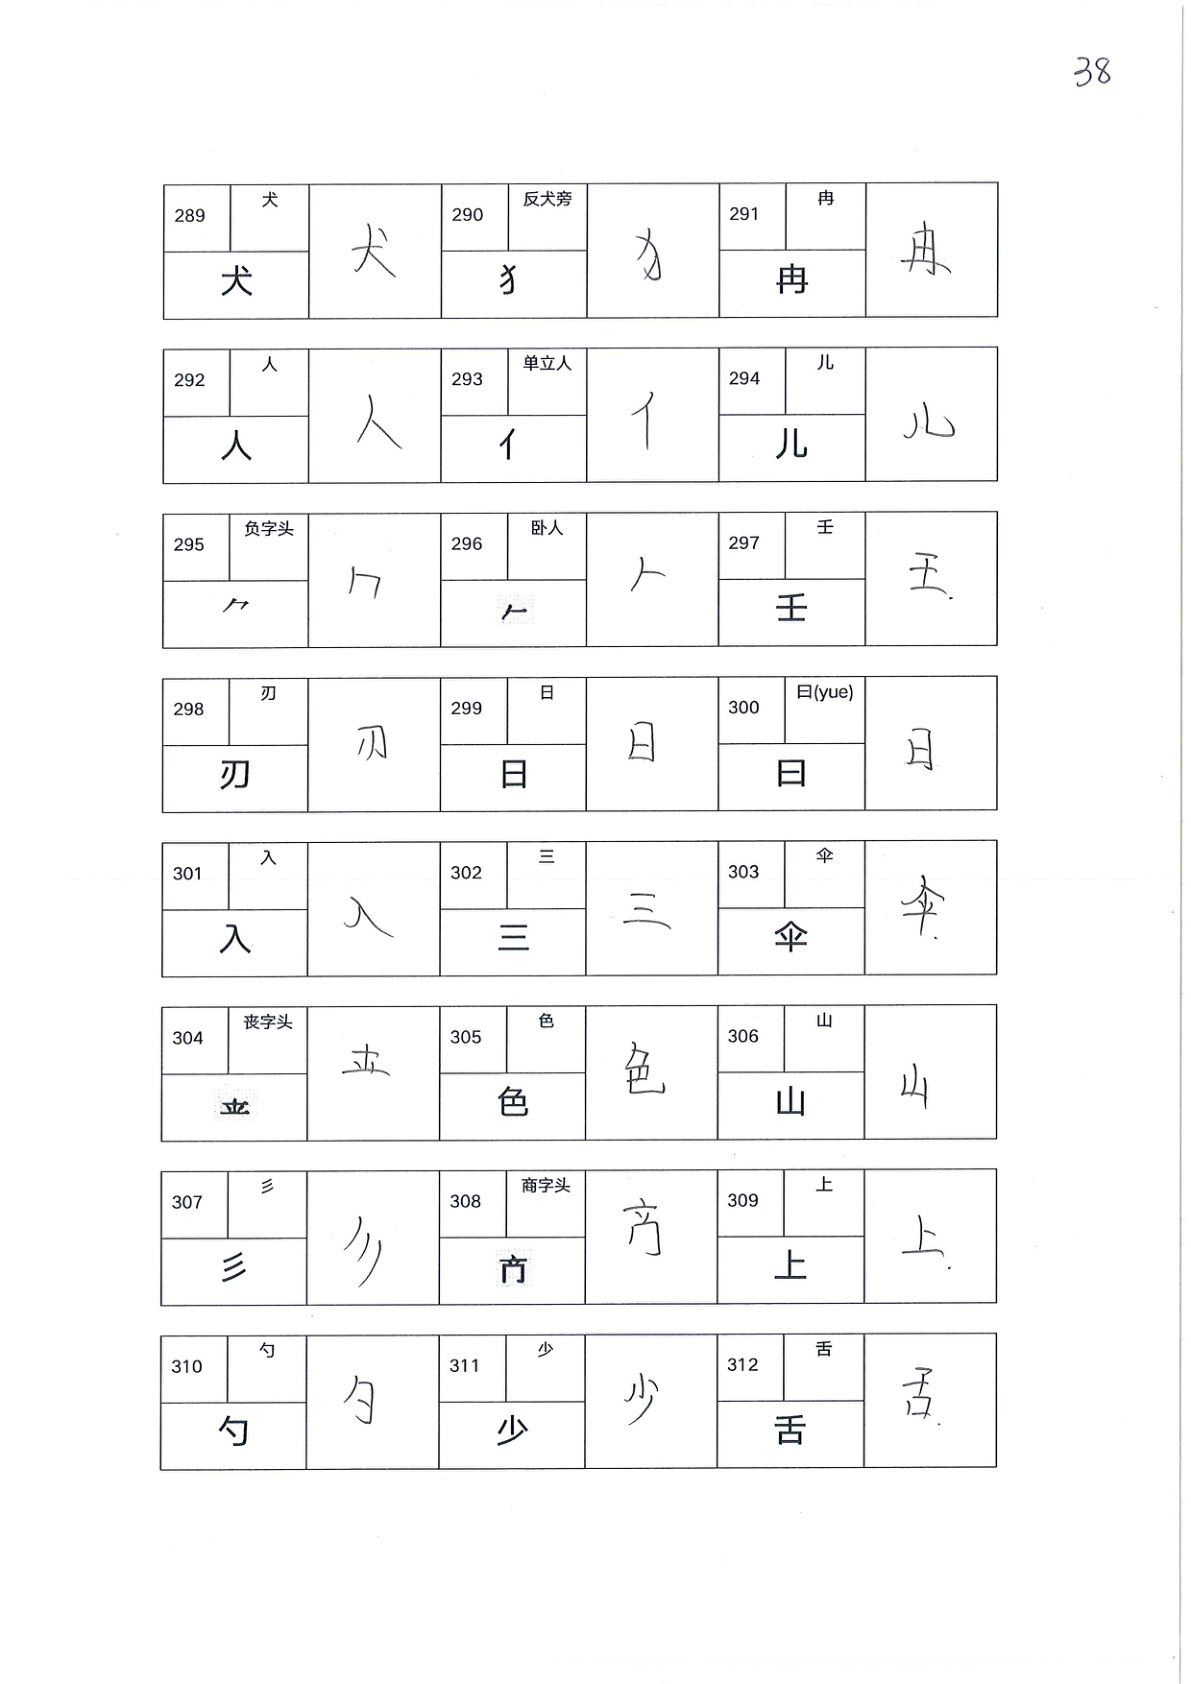 38
289 犬 犬 290 反犬旁 犭 291 冉 冉
犬 犭 冉
292 人 人 293 单立人 亻 294 儿 儿
人 亻 儿
295 负字头 ⺈ 296 卧人 𠂉 297 壬 壬
⺈ 𠂉 壬
298 刃 刃 299 日 日 300 曰(yue) 曰
刃 日 曰
301 入 入 302 三 三 303 伞 伞
入 三 伞
304 丧字头 305 色 色 306 山 山
色 山
307 彡 彡 308 商字头 309 上 上
彡 上
310 勺 勺 311 少 少 312 舌 舌
勺 少 舌